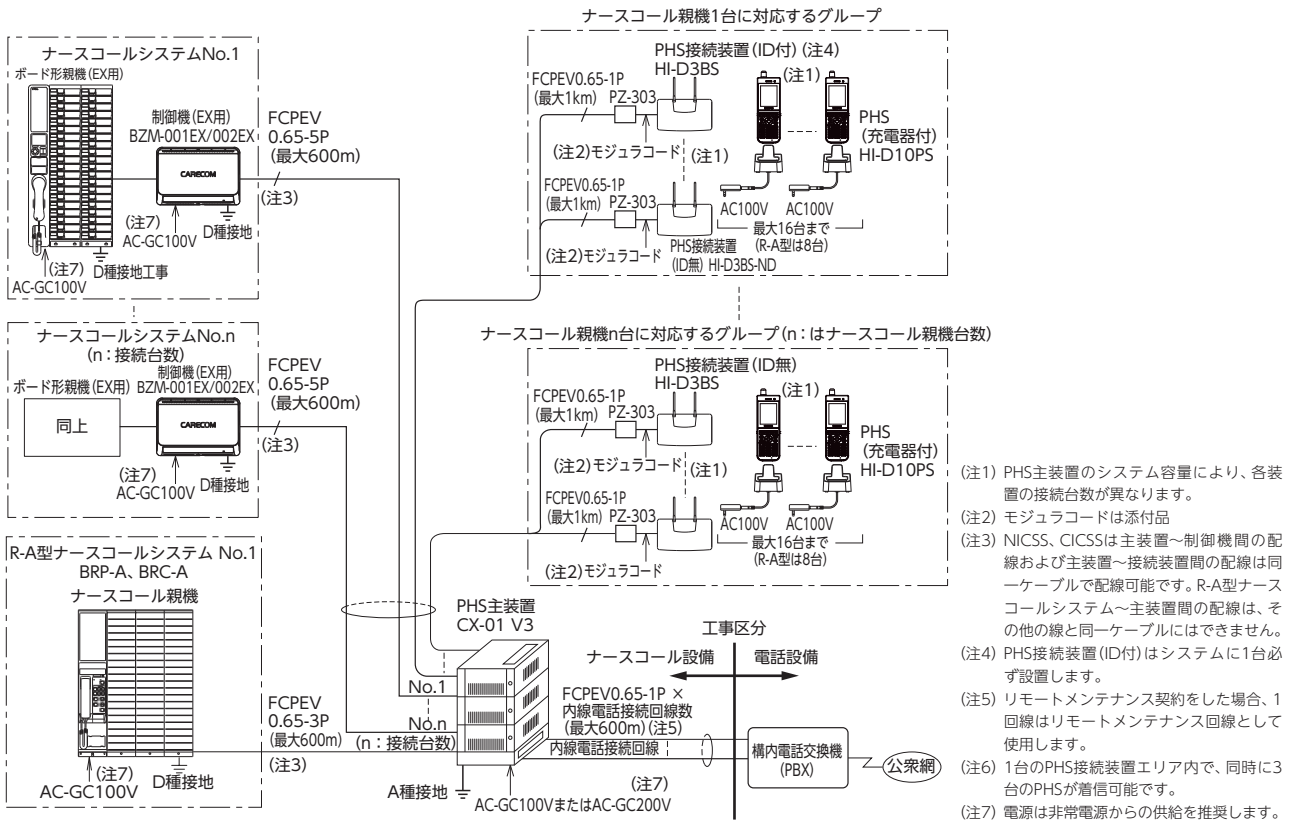 ナースコールシステムNo.1
ボード形親機(EX用)
制御機(EX用)
BZM-001EX/002EX
CARECOM
FCPEV
0.65-5P
(最大600m)
(注3)
(注7)
AC-GC100V
D種接地
(注7)
D種接地工事
AC-GC100V
ナースコールシステムNo.n
(n：接続台数)
制御機(EX用)
ボード形親機(EX用) BZM-001EX/002EX
同上
CARECOM
FCPEV
0.65-5P
(最大600m)
(注3)
(注7)
AC-GC100V
D種接地
R-A型ナースコールシステム No.1
BRP-A、BRC-A
ナースコール親機
FCPEV
0.65-3P
(最大600m)
(注3)
(注7)
AC-GC100V
D種接地
ナースコール親機1台に対応するグループ
PHS接続装置(ID付)(注4)
HI-D3BS
FCPEV0.65-1P
(最大1km) PZ-303
(注2)モジュラコード
(注1)
(注1)
PHS
(充電器付)
HI-D10PS
FCPEV0.65-1P
(最大1km) PZ-303
(注2)モジュラコード
PHS接続装置
(ID無) HI-D3BS-ND
AC100V AC100V
最大16台まで
(R-A型は8台)
ナースコール親機n台に対応するグループ(n：はナースコール親機台数)
PHS接続装置(ID無)
HI-D3BS
FCPEV0.65-1P
(最大1km) PZ-303
(注2)モジュラコード
(注1)
(注1)
PHS
(充電器付)
HI-D10PS
FCPEV0.65-1P
(最大1km) PZ-303
(注2)モジュラコード
AC100V AC100V
最大16台まで
(R-A型は8台)
PHS主装置
CX-01 V3
No.1
No.n
(n：接続台数)
A種接地
(注7)
AC-GC100VまたはAC-GC200V
工事区分
ナースコール設備 電話設備
FCPEV0.65-1P ×
内線電話接続回線数
(最大600m)(注5)
内線電話接続回線
構内電話交換機
(PBX)
公衆網
(注1) PHS主装置のシステム容量により、各装
置の接続台数が異なります。
(注2) モジュラコードは添付品
(注3) NICSS、CICSSは主装置〜制御機間の配
線および主装置〜接続装置間の配線は同
一ケーブルで配線可能です。R-A型ナース
コールシステム〜主装置間の配線は、そ
の他の線と同一ケーブルにはできません。
(注4) PHS接続装置(ID付)はシステムに1台必
ず設置します。
(注5) リモートメンテナンス契約をした場合、1
回線はリモートメンテナンス回線として
使用します。
(注6) 1台のPHS接続装置エリア内で、同時に3
台のPHSが着信可能です。
(注7) 電源は非常電源からの供給を推奨します。